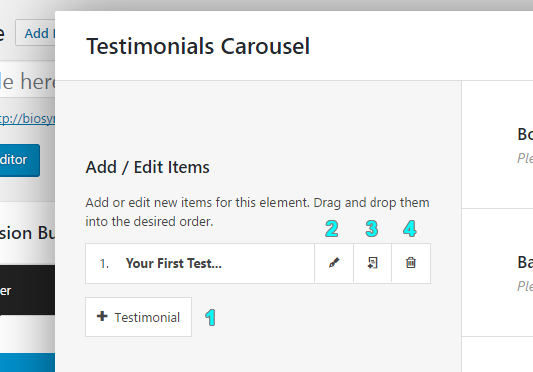 Testimonials Carousel
e
Add
le here
tp://biosyn
ditor
sion Bu
er
Add / Edit Items
Add or edit new items for this element. Drag and drop them
into the desired order.
2 3 4
1. Your First Test...
+ Testimonial 1
Bo
Ple
Ba
Ple